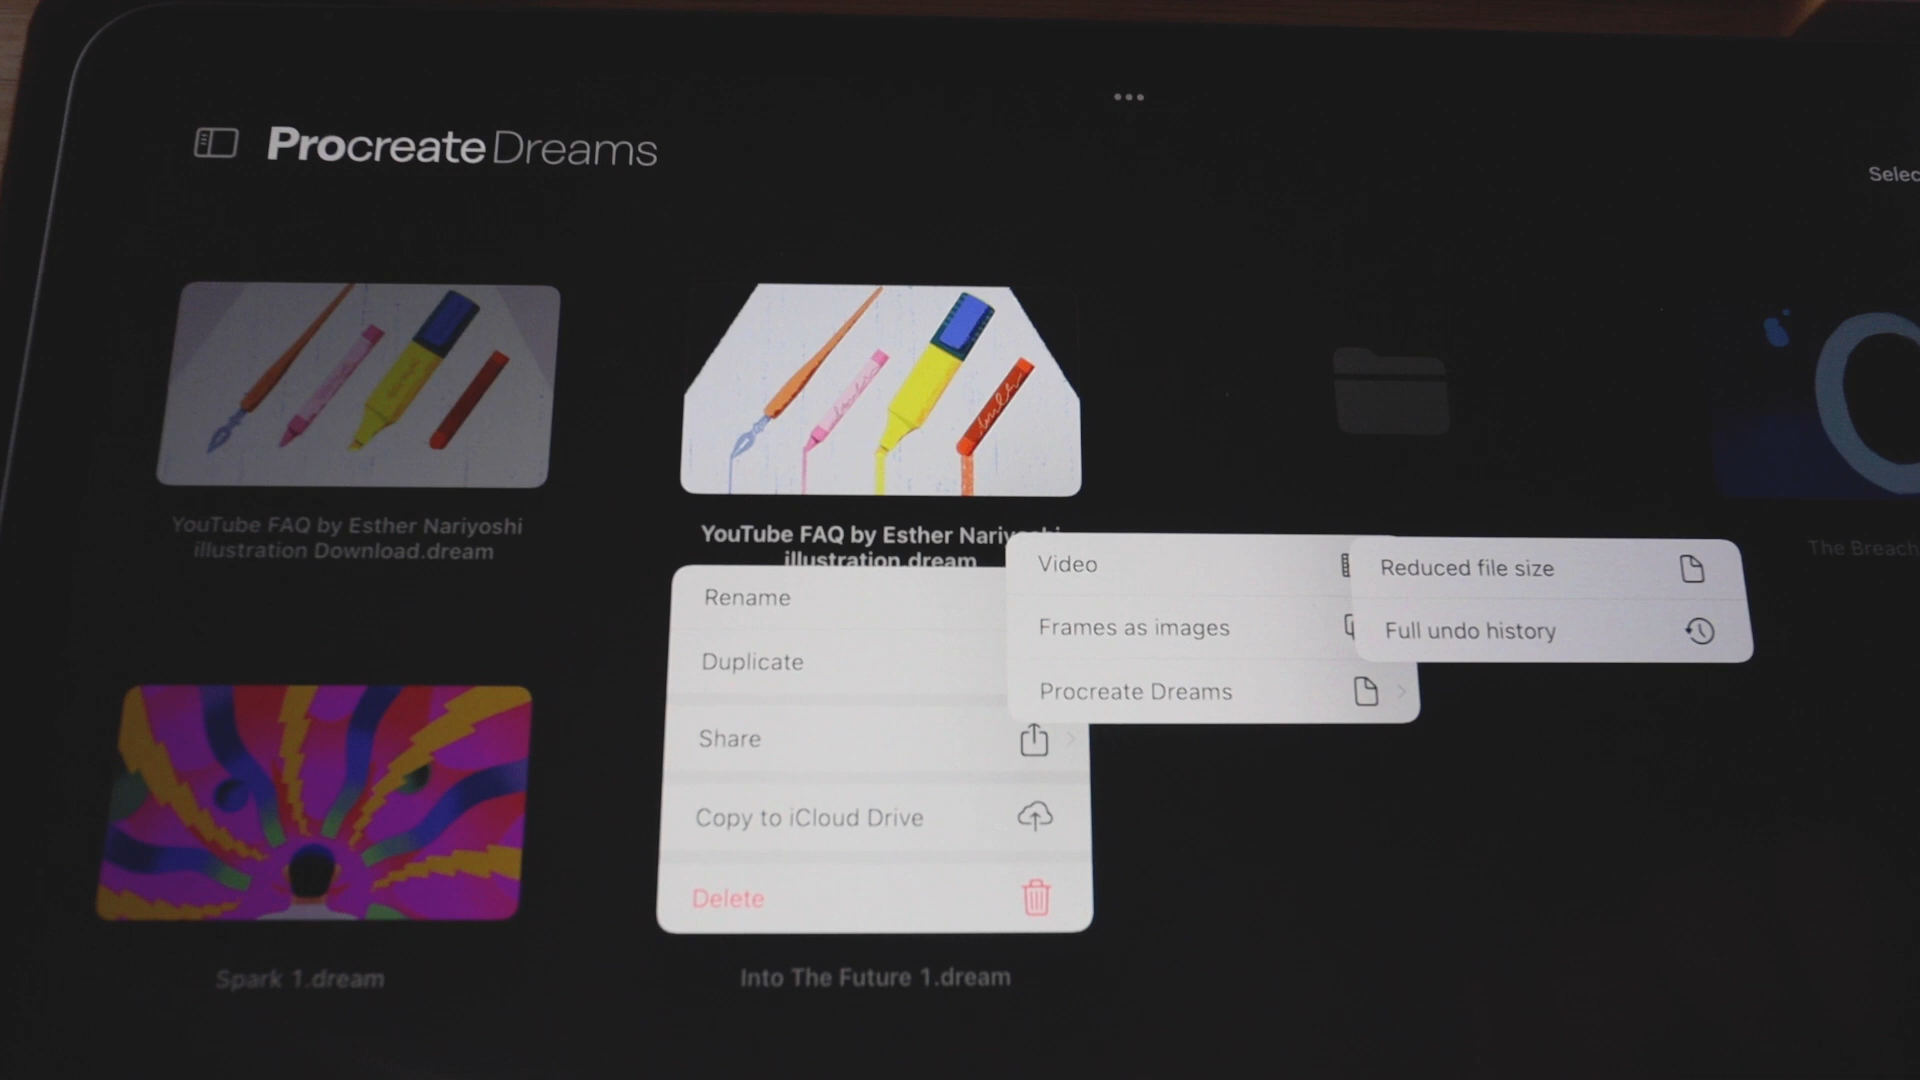 Procreate Dreams
Selec
YouTube FAQ by Esther Nariyoshi
illustration Download.dream
YouTube FAQ by Esther Nariyoshi
illustration.dream
The Breach
Video
Frames as images
Procreate Dreams
Reduced file size
Full undo history
Rename
Duplicate
Share
Copy to iCloud Drive
Delete
Spark 1.dream
Into The Future 1.dream